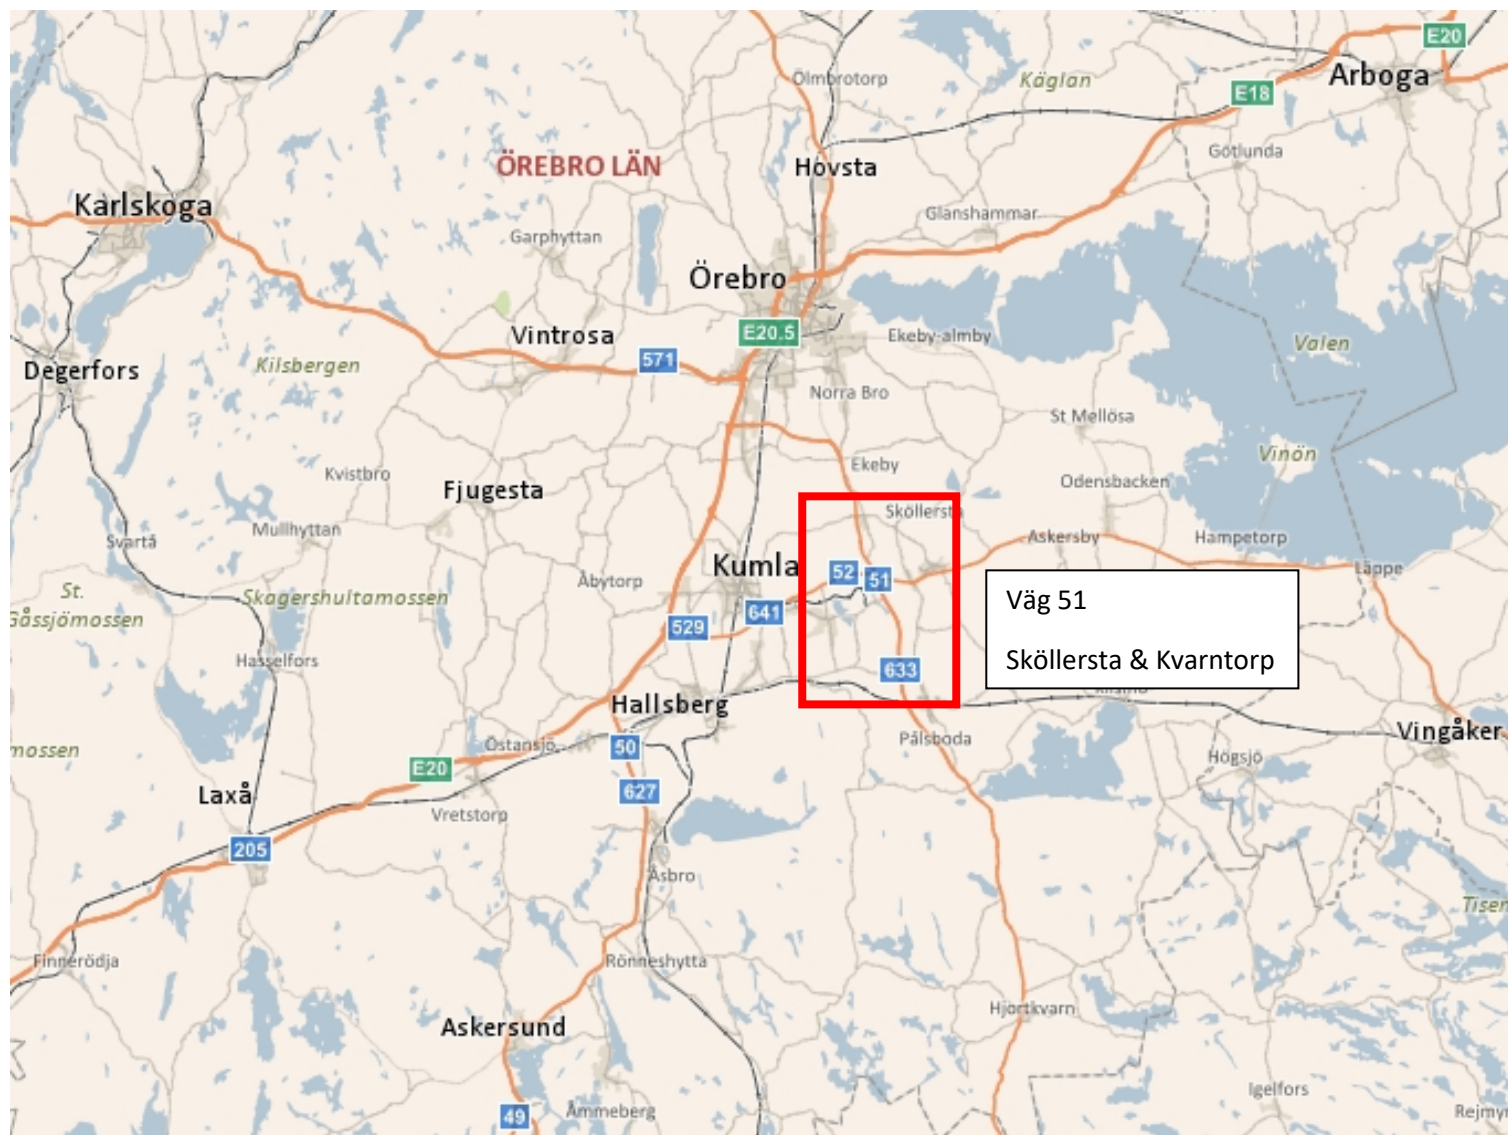 E20
Arboga
Ölmbrotorp
Käglan
E18
Götlunda
ÖREBRO LÄN
Hovsta
Karlskoga
Glanshammar
Garphyttan
Örebro
E20.5
Vintrosa
571
Ekeby-almby
Valen
Kilsbergen
Degerfors
Norra Bro
St Mellösa
Vinön
Ekeby
Kvistbro
Fjugesta
Odensbacken
Sköllersta
Mullhyttan
Svartå
Askersby
Hampetorp
Kumla
52
51
Läppe
Åbytorp
St.
Gåssjömossen
Skagershultamossen
641
529
Väg 51
Sköllersta & Kvarntorp
Hasselfors
633
Hallsberg
Vingåker
Pålsboda
Östansjö
50
mossen
Högsjö
E20
627
Laxå
Vretstorp
205
Åsbro
Tisen
Finnerödja
Rönneshytta
Hjortkvarn
Askersund
Igelfors
49
Åmmeberg
Rejmy